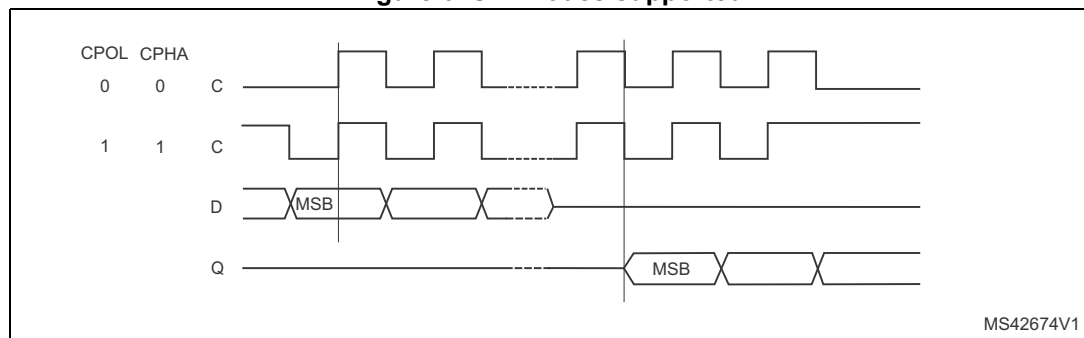 CPOL CPHA
0 0 C
1 1 C
D MSB
Q MSB
MS42674V1